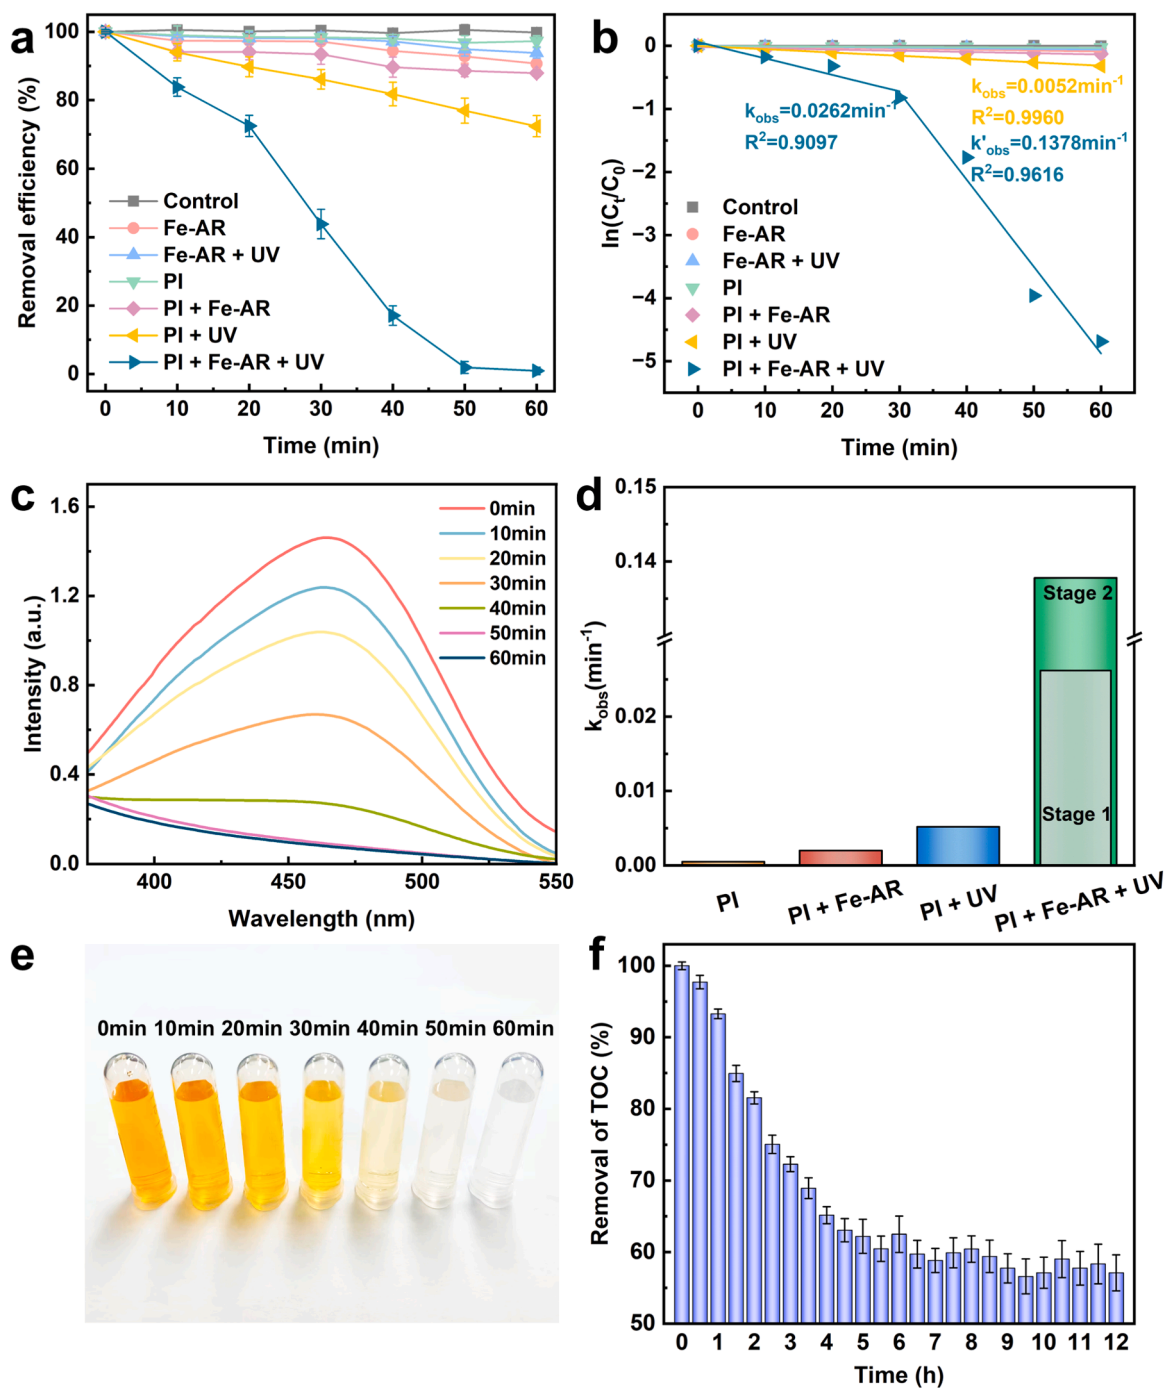 a
100
80
60
40
20
0
Removal efficiency (%)
Control
Fe-AR
Fe-AR + UV
PI
PI + Fe-AR
PI + UV
PI + Fe-AR + UV
0 10 20 30 40 50 60
Time (min)
b
0
−1
−2
−3
−4
−5
ln(Cₜ/C₀)
kobs=0.0262min⁻¹
R²=0.9097
kobs=0.0052min⁻¹
R²=0.9960
k'obs=0.1378min⁻¹
R²=0.9616
Control
Fe-AR
Fe-AR + UV
PI
PI + Fe-AR
PI + UV
PI + Fe-AR + UV
0 10 20 30 40 50 60
Time (min)
c
1.6
1.2
0.8
0.4
0.0
Intensity (a.u.)
0min
10min
20min
30min
40min
50min
60min
400 450 500 550
Wavelength (nm)
d
0.15
0.14
0.02
0.01
0.00
kobs(min⁻¹)
Stage 2
Stage 1
PI PI + Fe-AR PI + UV PI + Fe-AR + UV
e
0min 10min 20min 30min 40min 50min 60min
f
100
90
80
70
60
50
Removal of TOC (%)
0 1 2 3 4 5 6 7 8 9 10 11 12
Time (h)